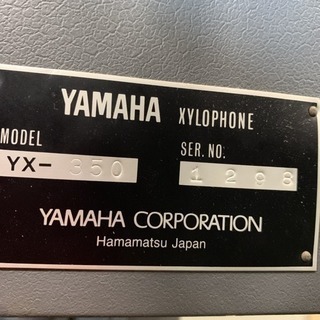 YAMAHA XYLOPHONE
MODEL SER. NO.
YX- 350 1298
YAMAHA CORPORATION
Hamamatsu Japan